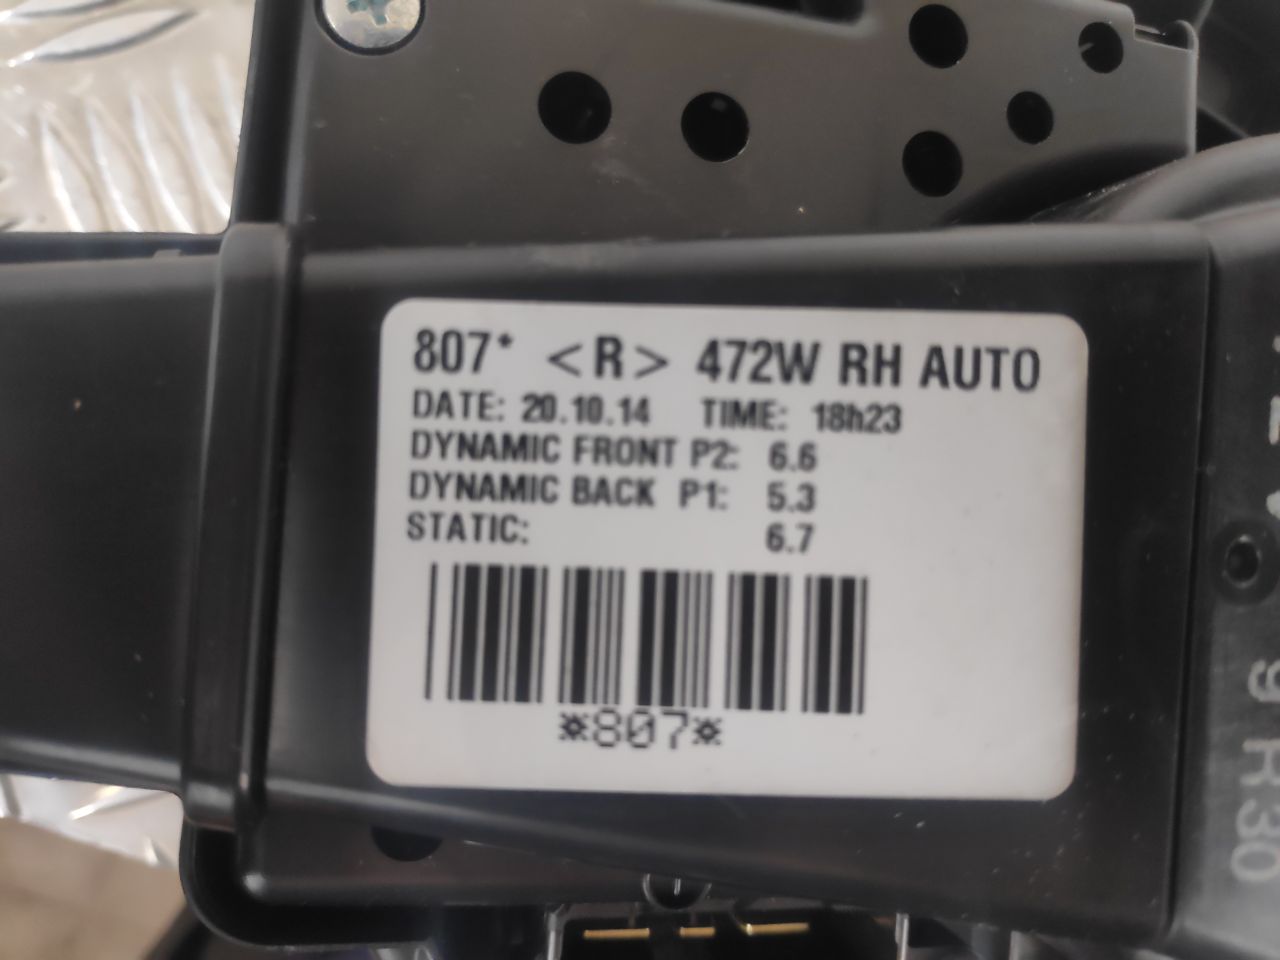 807* <R> 472W RH AUTO
DATE: 20.10.14 TIME: 18h23
DYNAMIC FRONT P2: 6.6
DYNAMIC BACK P1: 5.3
STATIC: 6.7
*807*
9 R30